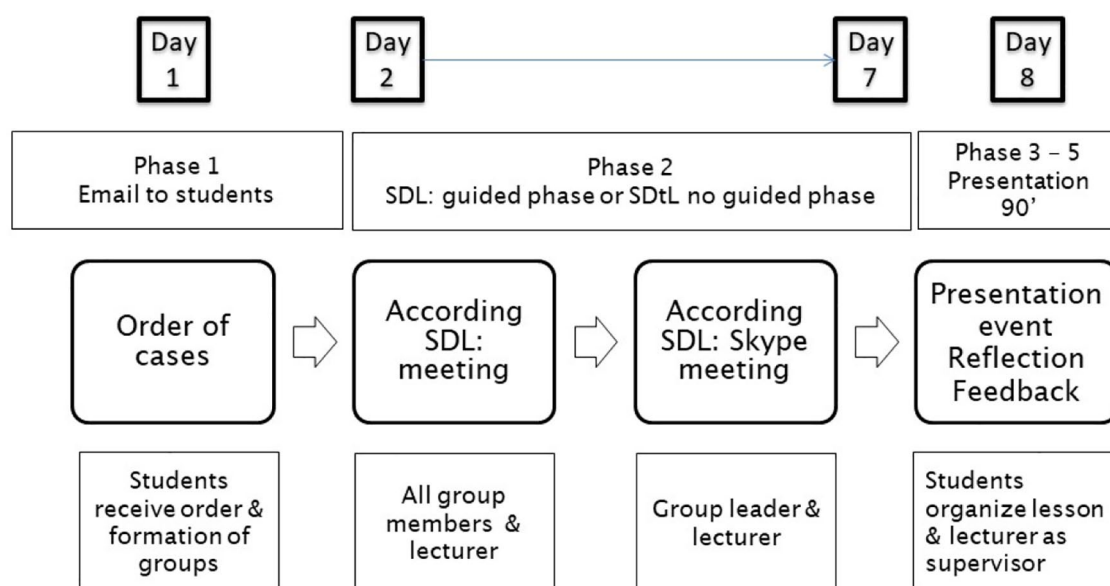 Day
1
Day
2
Day
7
Day
8
Phase 1
Email to students
Phase 2
SDL: guided phase or SDtL no guided phase
Phase 3 – 5
Presentation
90’
Order of
cases
According
SDL:
meeting
According
SDL: Skype
meeting
Presentation
event
Reflection
Feedback
Students
receive order &
formation of
groups
All group
members &
lecturer
Group leader &
lecturer
Students
organize lesson
& lecturer as
supervisor